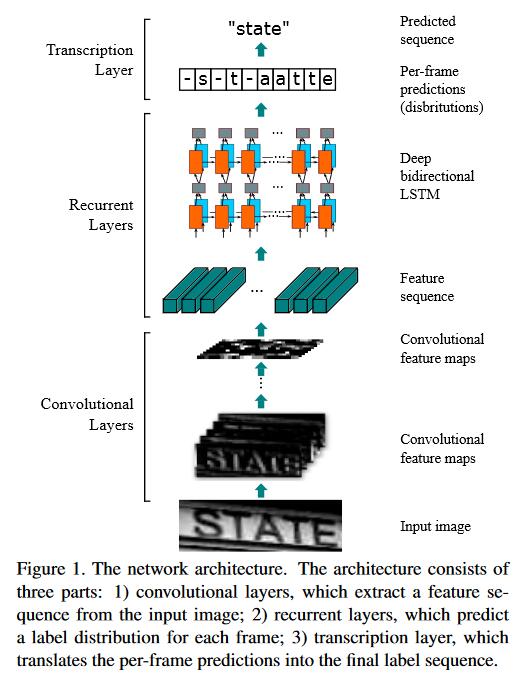 "state"
Predicted
sequence
Transcription
Layer
-s-t-aatte
Per-frame
predictions
(disbritutions)
Recurrent
Layers
Deep
bidirectional
LSTM
...
...
Feature
sequence
Convolutional
Layers
Convolutional
feature maps
...
STATE
Convolutional
feature maps
STATE
Input image
Figure 1. The network architecture. The architecture consists of
three parts: 1) convolutional layers, which extract a feature se-
quence from the input image; 2) recurrent layers, which predict
a label distribution for each frame; 3) transcription layer, which
translates the per-frame predictions into the final label sequence.